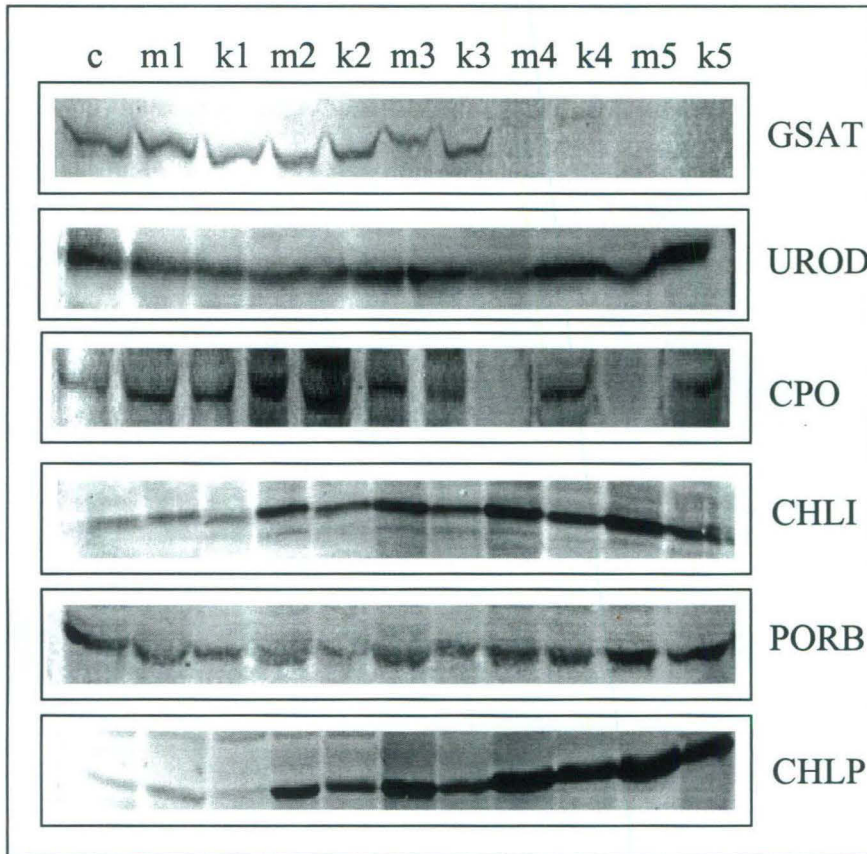 c m1 k1 m2 k2 m3 k3 m4 k4 m5 k5
GSAT
UROD
CPO
CHLI
PORB
CHLP